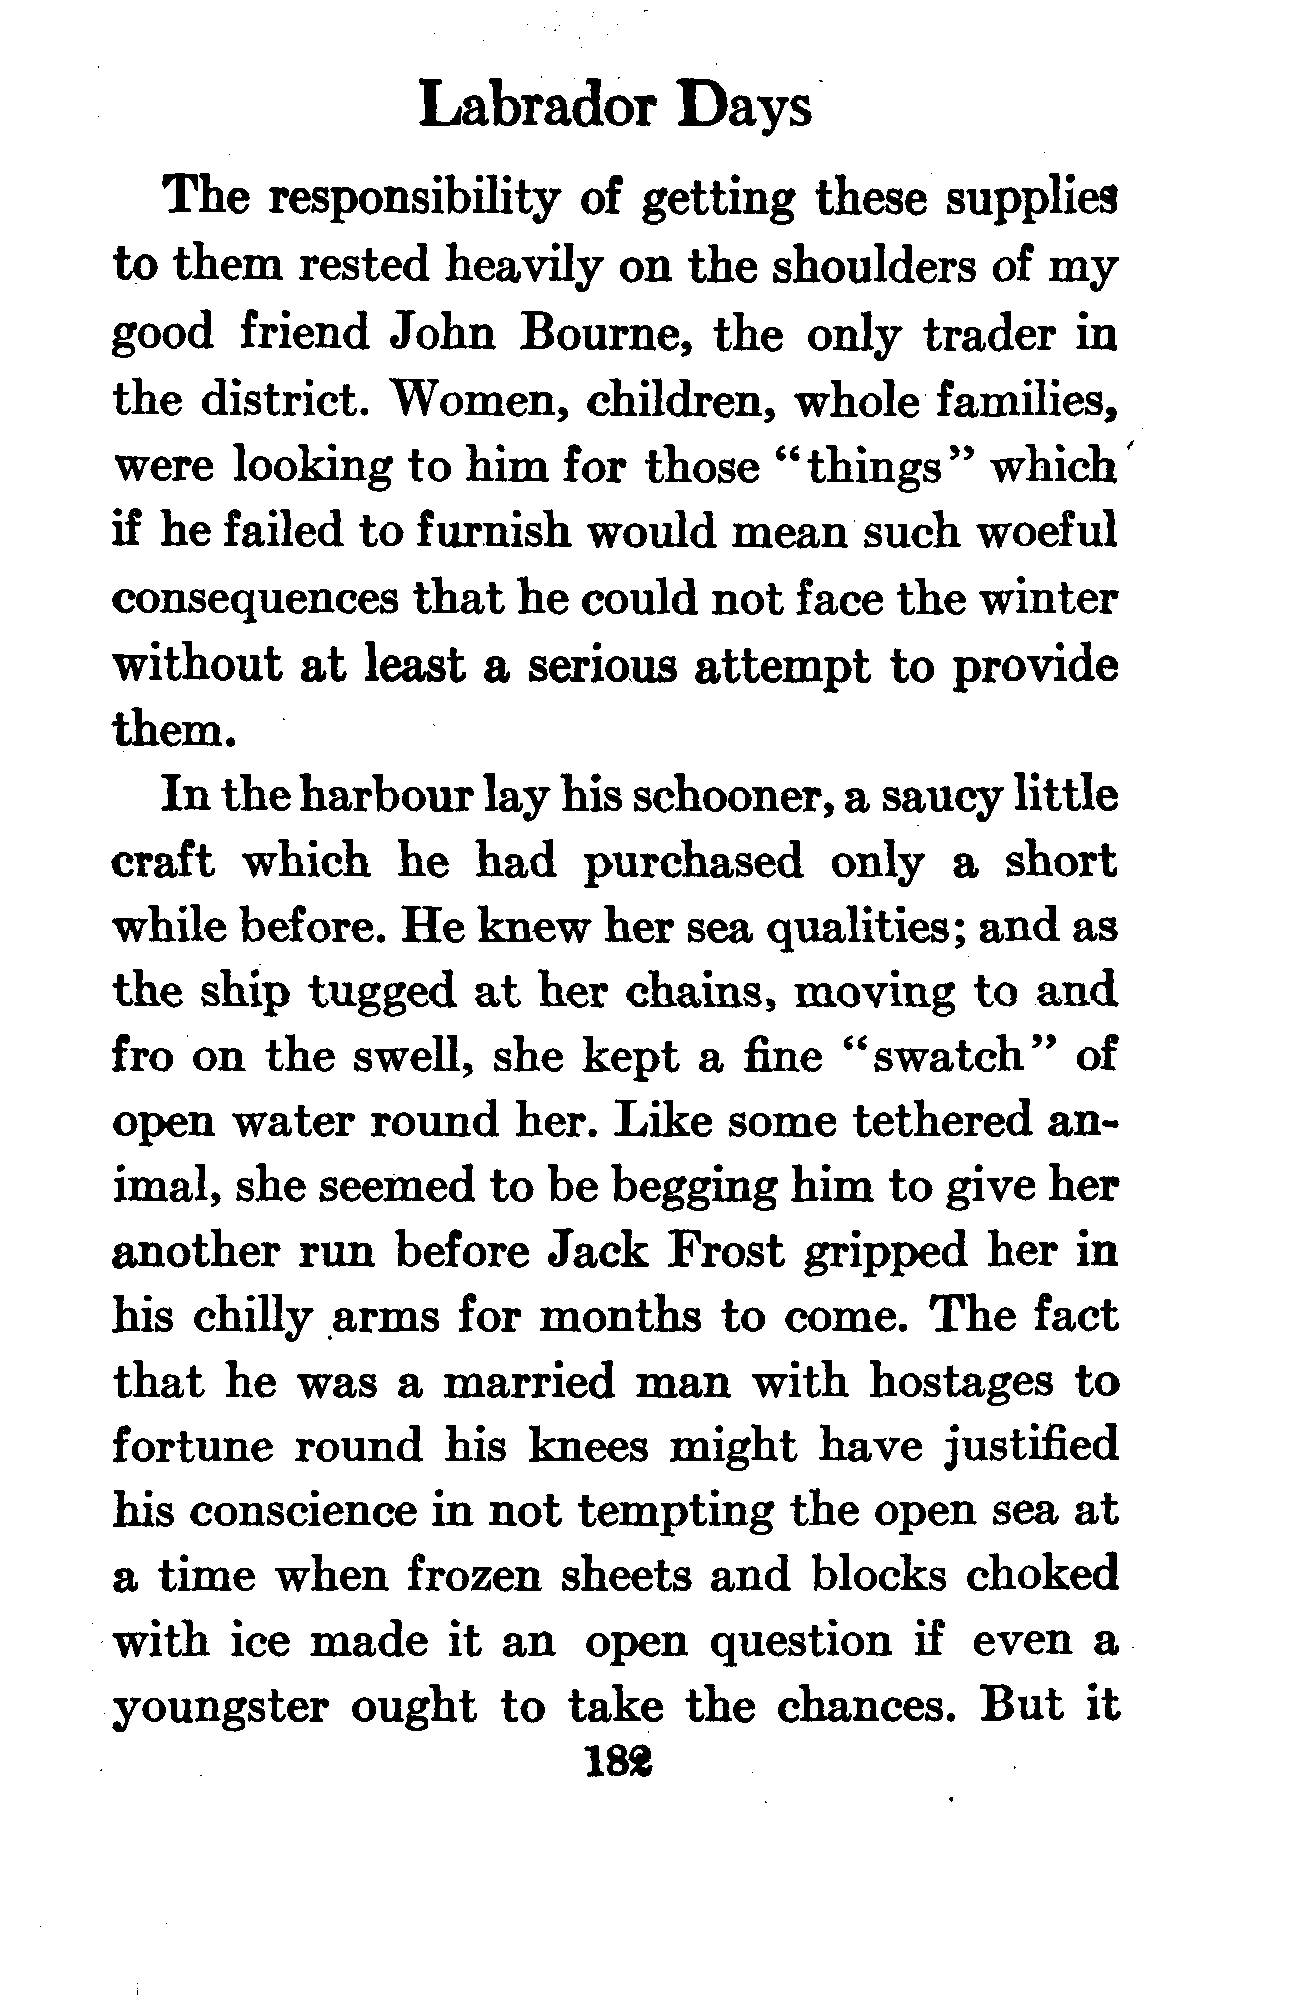 Labrador Days
The responsibility of getting these supplies
to them rested heavily on the shoulders of my
good friend John Bourne, the only trader in
the district. Women, children, whole families,
were looking to him for those “things” which
if he failed to furnish would mean such woeful
consequences that he could not face the winter
without at least a serious attempt to provide
them.
In the harbour lay his schooner, a saucy little
craft which he had purchased only a short
while before. He knew her sea qualities; and as
the ship tugged at her chains, moving to and
fro on the swell, she kept a fine “swatch” of
open water round her. Like some tethered an-
imal, she seemed to be begging him to give her
another run before Jack Frost gripped her in
his chilly arms for months to come. The fact
that he was a married man with hostages to
fortune round his knees might have justified
his conscience in not tempting the open sea at
a time when frozen sheets and blocks choked
with ice made it an open question if even a
youngster ought to take the chances. But it
182